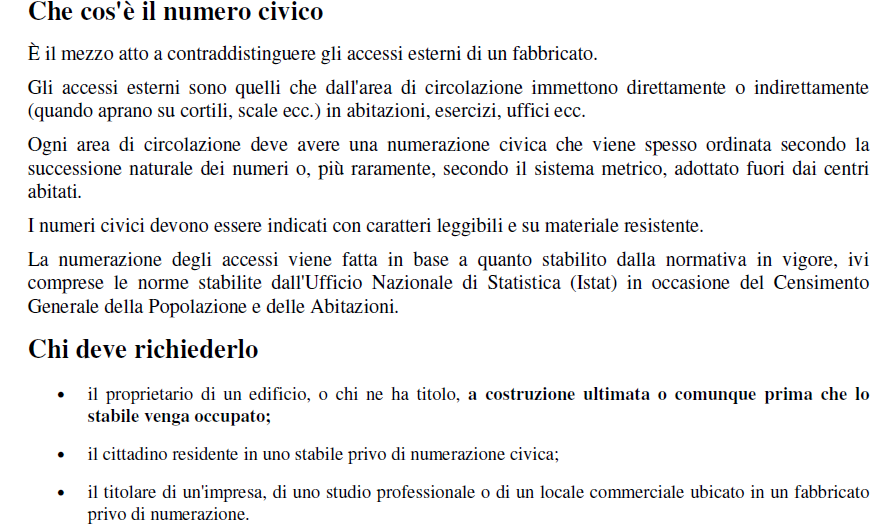 Che cos'è il numero civico
È il mezzo atto a contraddistinguere gli accessi esterni di un fabbricato.
Gli accessi esterni sono quelli che dall'area di circolazione immettono direttamente o indirettamente
(quando aprano su cortili, scale ecc.) in abitazioni, esercizi, uffici ecc.
Ogni area di circolazione deve avere una numerazione civica che viene spesso ordinata secondo la
successione naturale dei numeri o, più raramente, secondo il sistema metrico, adottato fuori dai centri
abitati.
I numeri civici devono essere indicati con caratteri leggibili e su materiale resistente.
La numerazione degli accessi viene fatta in base a quanto stabilito dalla normativa in vigore, ivi
comprese le norme stabilite dall'Ufficio Nazionale di Statistica (Istat) in occasione del Censimento
Generale della Popolazione e delle Abitazioni.
Chi deve richiederlo
• il proprietario di un edificio, o chi ne ha titolo, a costruzione ultimata o comunque prima che lo
stabile venga occupato;
• il cittadino residente in uno stabile privo di numerazione civica;
• il titolare di un'impresa, di uno studio professionale o di un locale commerciale ubicato in un fabbricato
privo di numerazione.